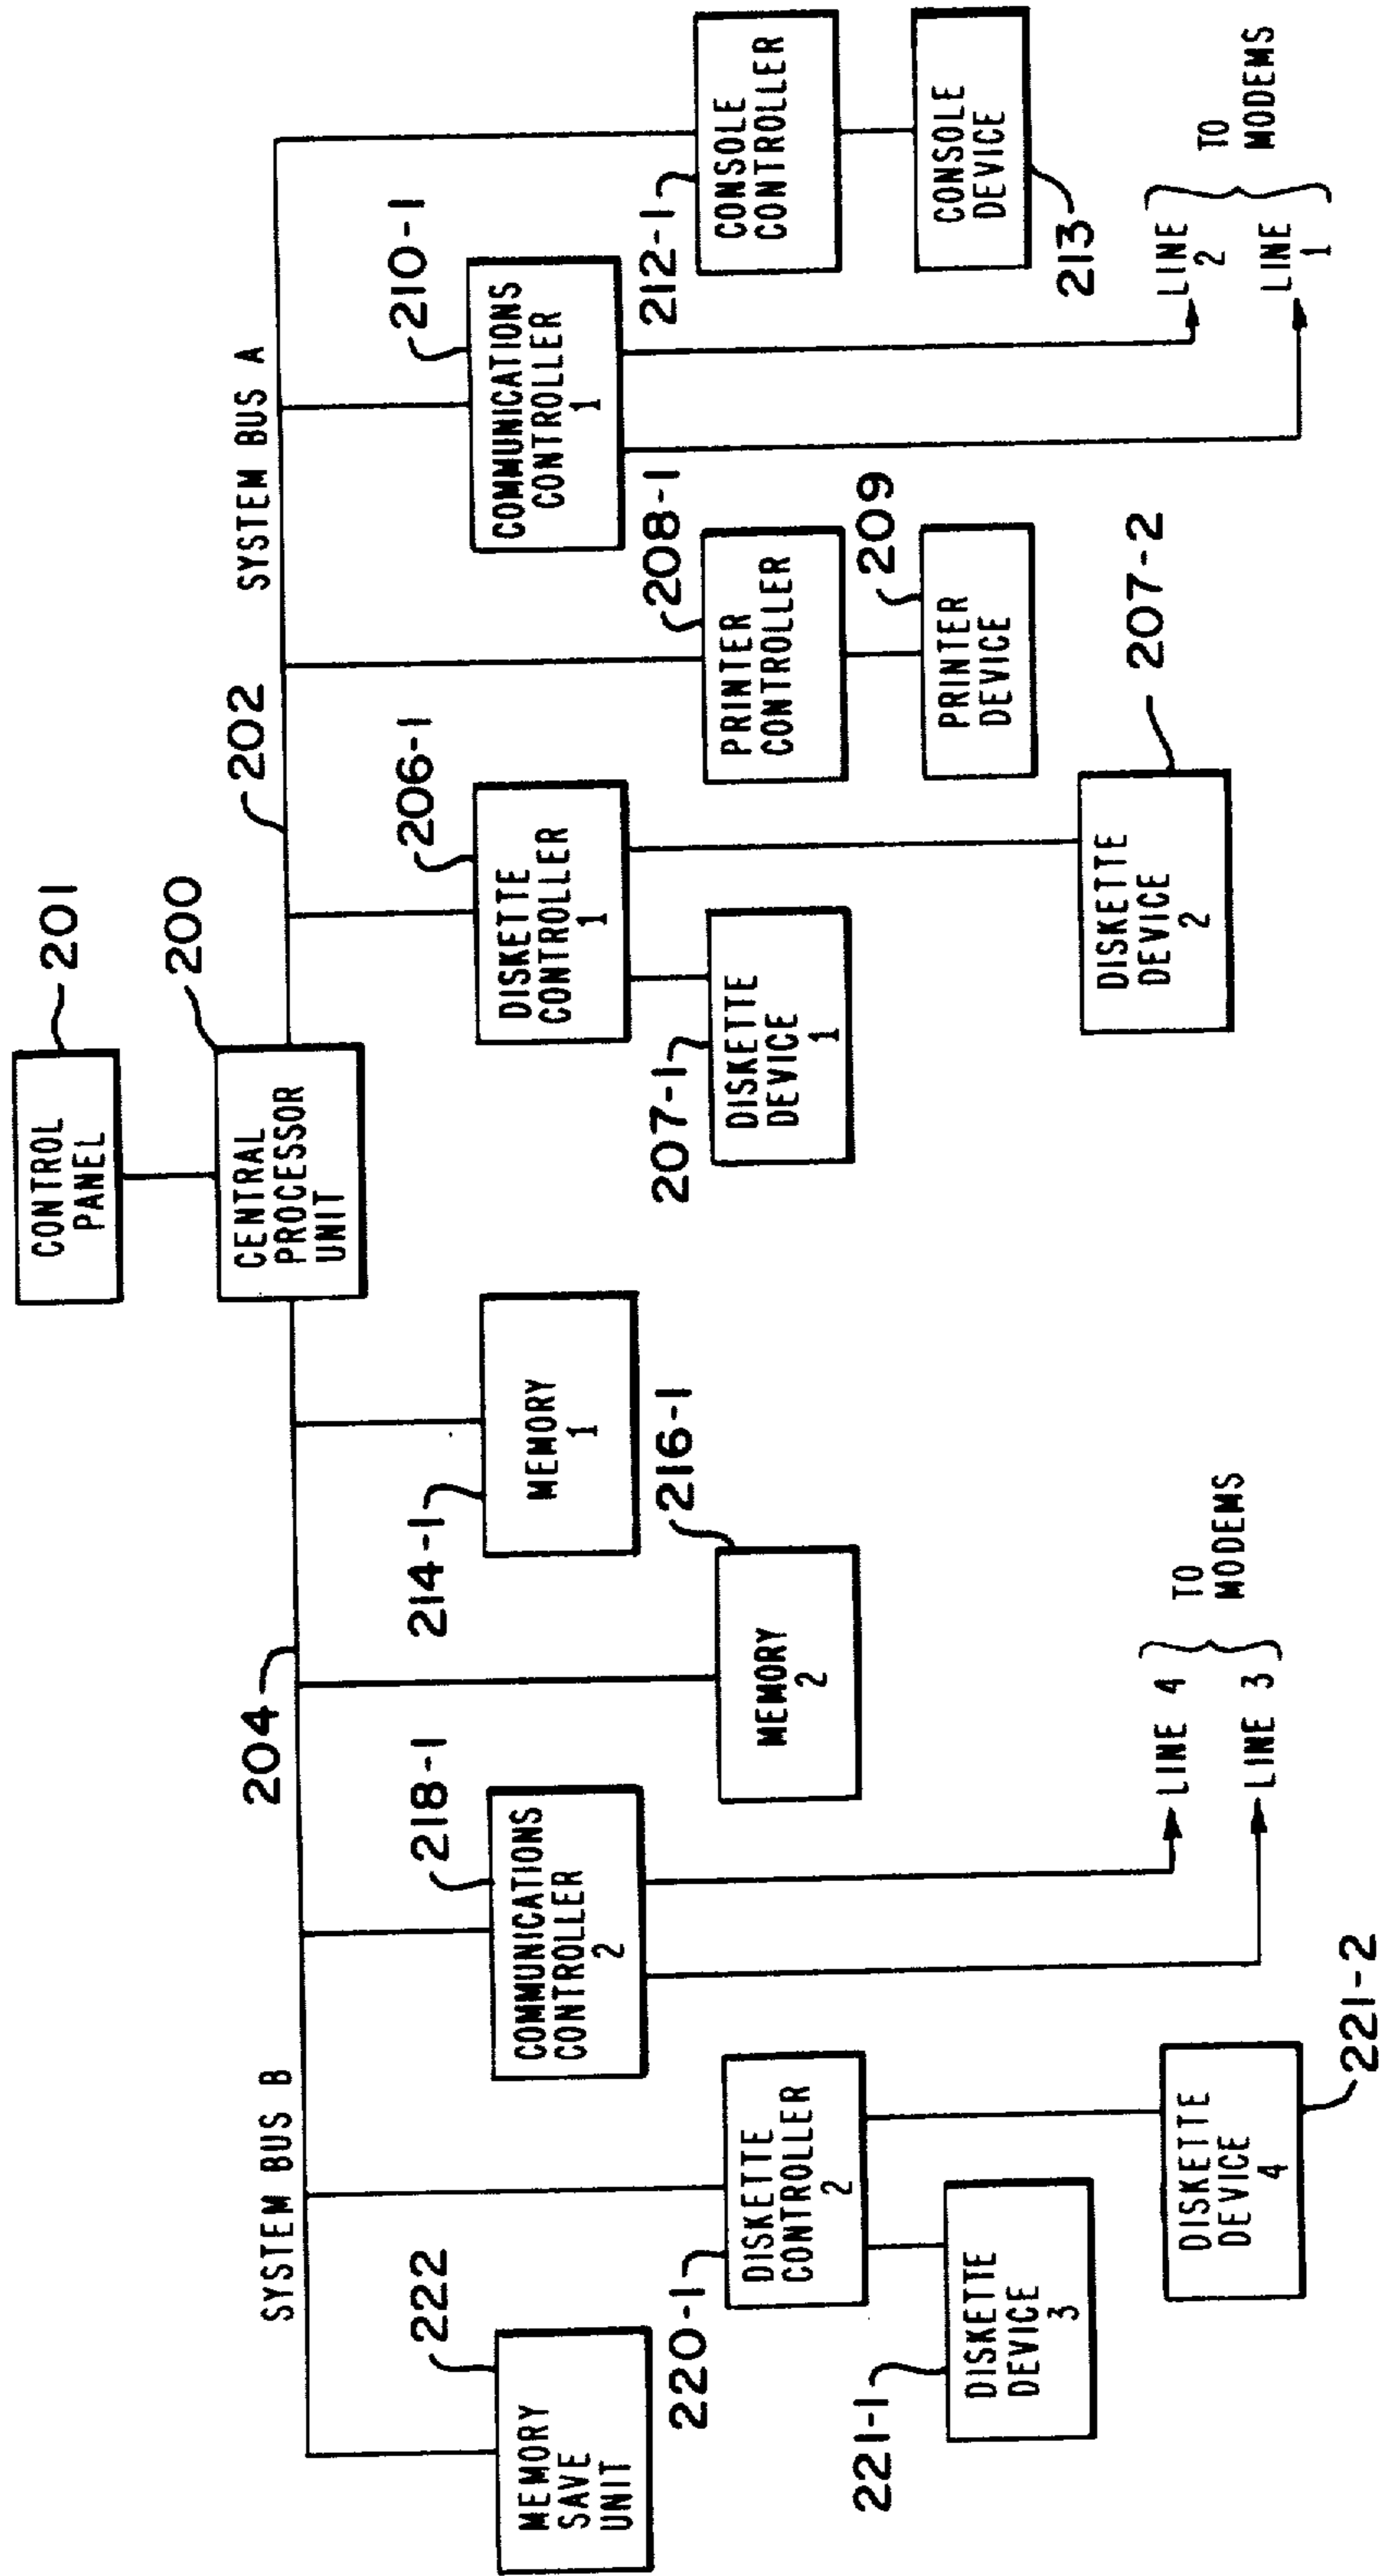 CONTROL
PANEL
201
CENTRAL
PROCESSOR
UNIT
200
SYSTEM BUS B
204
202
SYSTEM BUS A
MEMORY
SAVE
UNIT
222
COMMUNICATIONS
CONTROLLER
2
218-1
MEMORY
1
214-1
DISKETTE
CONTROLLER
1
206-1
COMMUNICATIONS
CONTROLLER
1
210-1
DISKETTE
CONTROLLER
2
220-1
MEMORY
2
216-1
DISKETTE
DEVICE
1
207-1
PRINTER
CONTROLLER
208-1
CONSOLE
CONTROLLER
212-1
DISKETTE
DEVICE
3
221-1
PRINTER
DEVICE
209
CONSOLE
DEVICE
213
DISKETTE
DEVICE
4
221-2
LINE 4
LINE 3
TO
MODEMS
DISKETTE
DEVICE
2
207-2
LINE
2
LINE
1
TO
MODEMS